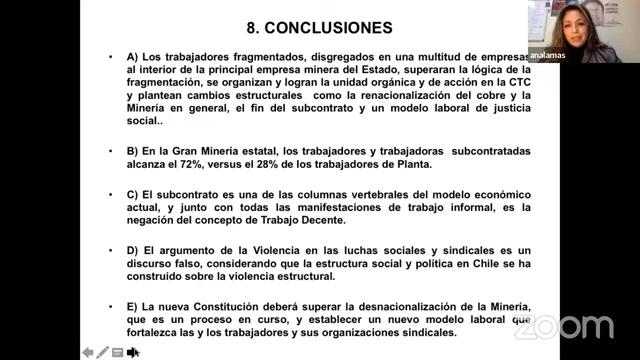 8. CONCLUSIONES
analamas
• A) Los trabajadores fragmentados, disgregados en una multitud de empresas
al interior de la principal empresa minera del Estado, superaran la lógica de la
fragmentación, se organizan y logran la unidad orgánica y de acción en la CTC
y plantean cambios estructurales como la renacionalización del cobre y la
Minería en general, el fin del subcontrato y un modelo laboral de justicia
social..
• B) En la Gran Minería estatal, los trabajadores y trabajadoras subcontratadas
alcanza el 72%, versus el 28% de los trabajadores de Planta.
• C) El subcontrato es una de las columnas vertebrales del modelo económico
actual, y junto con todas las manifestaciones de trabajo informal, es la
negación del concepto de Trabajo Decente.
• D) El argumento de la Violencia en las luchas sociales y sindicales es un
discurso falso, considerando que la estructura social y política en Chile se ha
construido sobre la violencia estructural.
• E) La nueva Constitución deberá superar la desnacionalización de la Minería,
que es un proceso en curso, y establecer un nuevo modelo laboral que
fortalezca las y los trabajadores y sus organizaciones sindicales.
zoom